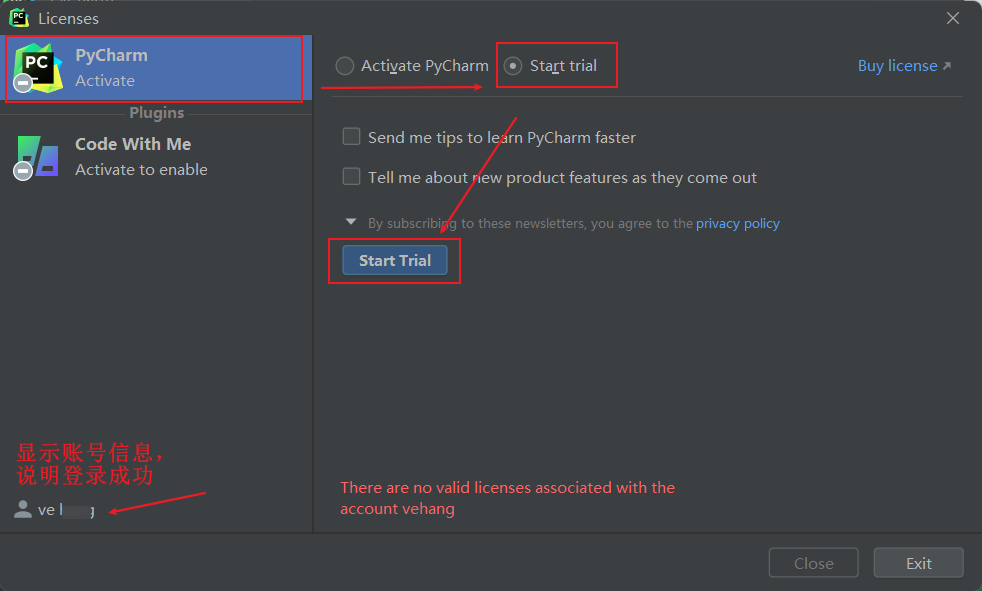 Licenses
PyCharm
Activate
Plugins
Code With Me
Activate to enable
Activate PyCharm
Start trial
Buy license
Send me tips to learn PyCharm faster
Tell me about new product features as they come out
By subscribing to these newsletters, you agree to the privacy policy
Start Trial
显示账号信息，
说明登录成功
ve
There are no valid licenses associated with the
account vehang
Close
Exit